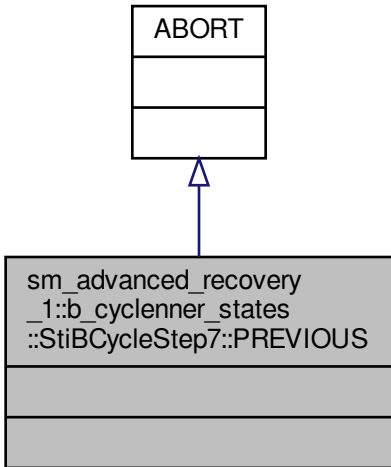 ABORT
sm_advanced_recovery
_1::b_cyclenner_states
::StiBCycleStep7::PREVIOUS